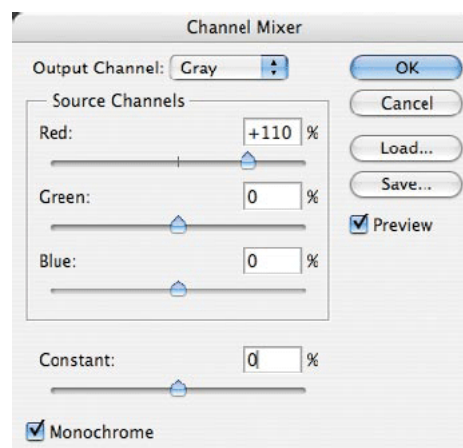 Channel Mixer
Output Channel: Gray
OK
Source Channels
Cancel
Red: +110 %
Load...
Green: 0 %
Save...
Preview
Blue: 0 %
Constant: 0 %
Monochrome